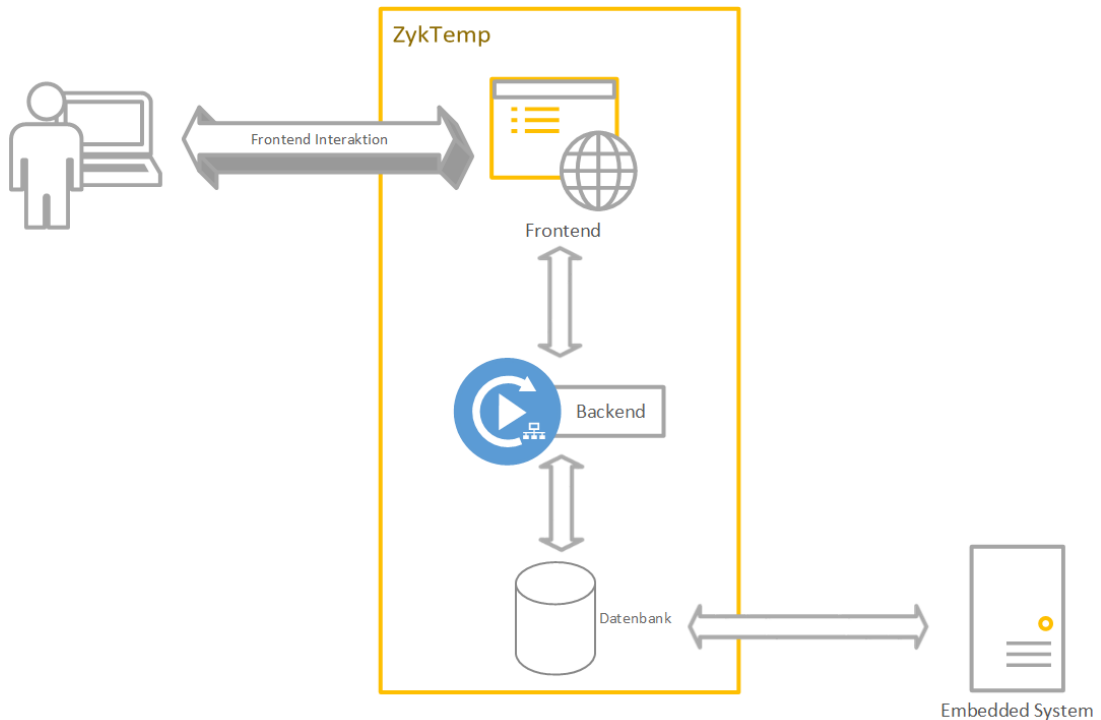 ZykTemp
Frontend Interaktion
Frontend
Backend
Datenbank
Embedded System